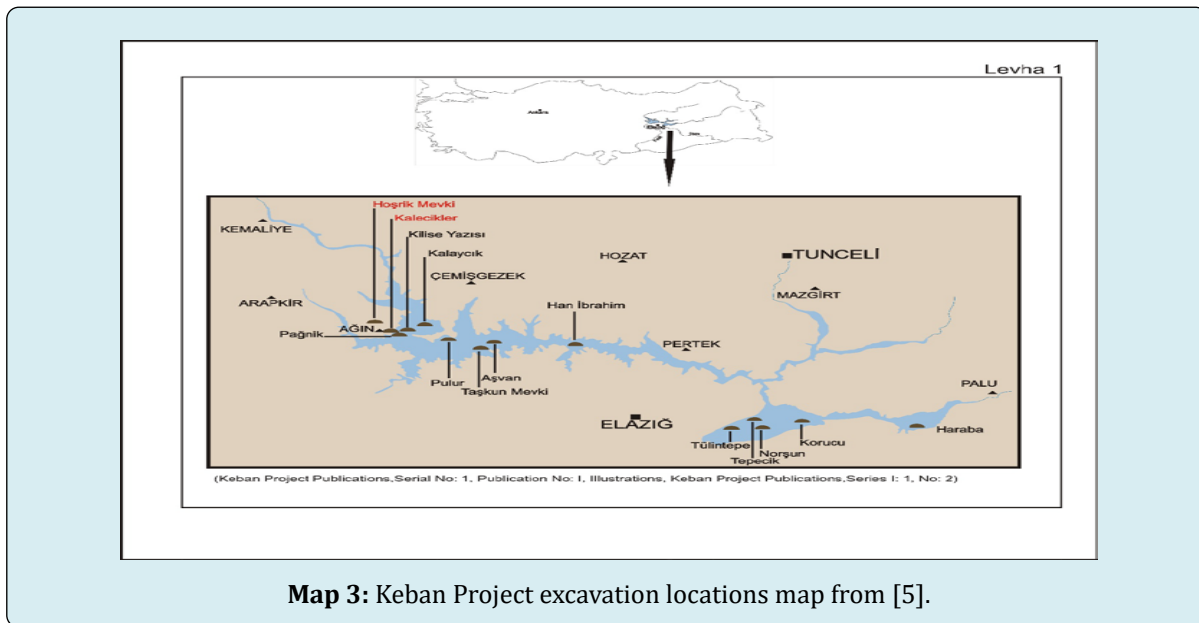 Levha 1
Ankara
Hoşrik Mevki
Kalecikler
KEMALİYE
Kilise Yazısı
Kalaycık
HOZAT
TUNCELİ
ÇEMİŞGEZEK
MAZGİRT
ARAPKİR
Han İbrahim
AĞIN
Pağnik
PERTEK
Pulur
Aşvan
Taşkun Mevki
PALU
ELAZIĞ
Haraba
Tülintepe
Korucu
Norşun
Tepecik
(Keban Project Publications,Serial No: 1, Publication No: I, Illustrations, Keban Project Publications,Series I: 1, No: 2)
Map 3: Keban Project excavation locations map from [5].